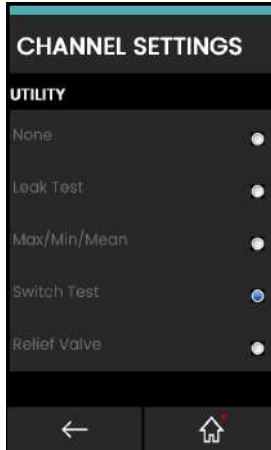 CHANNEL SETTINGS
UTILITY
None
Leak Test
Max/Min/Mean
Switch Test
Relief Valve